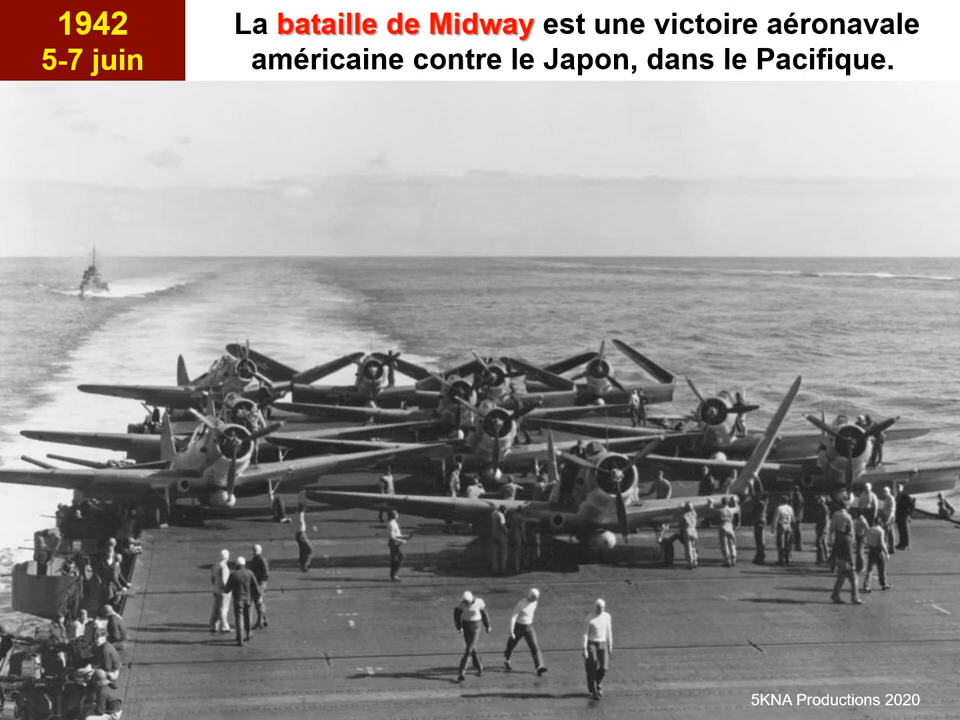 1942
5-7 juin
La bataille de Midway est une victoire aéronavale
américaine contre le Japon, dans le Pacifique.
5KNA Productions 2020